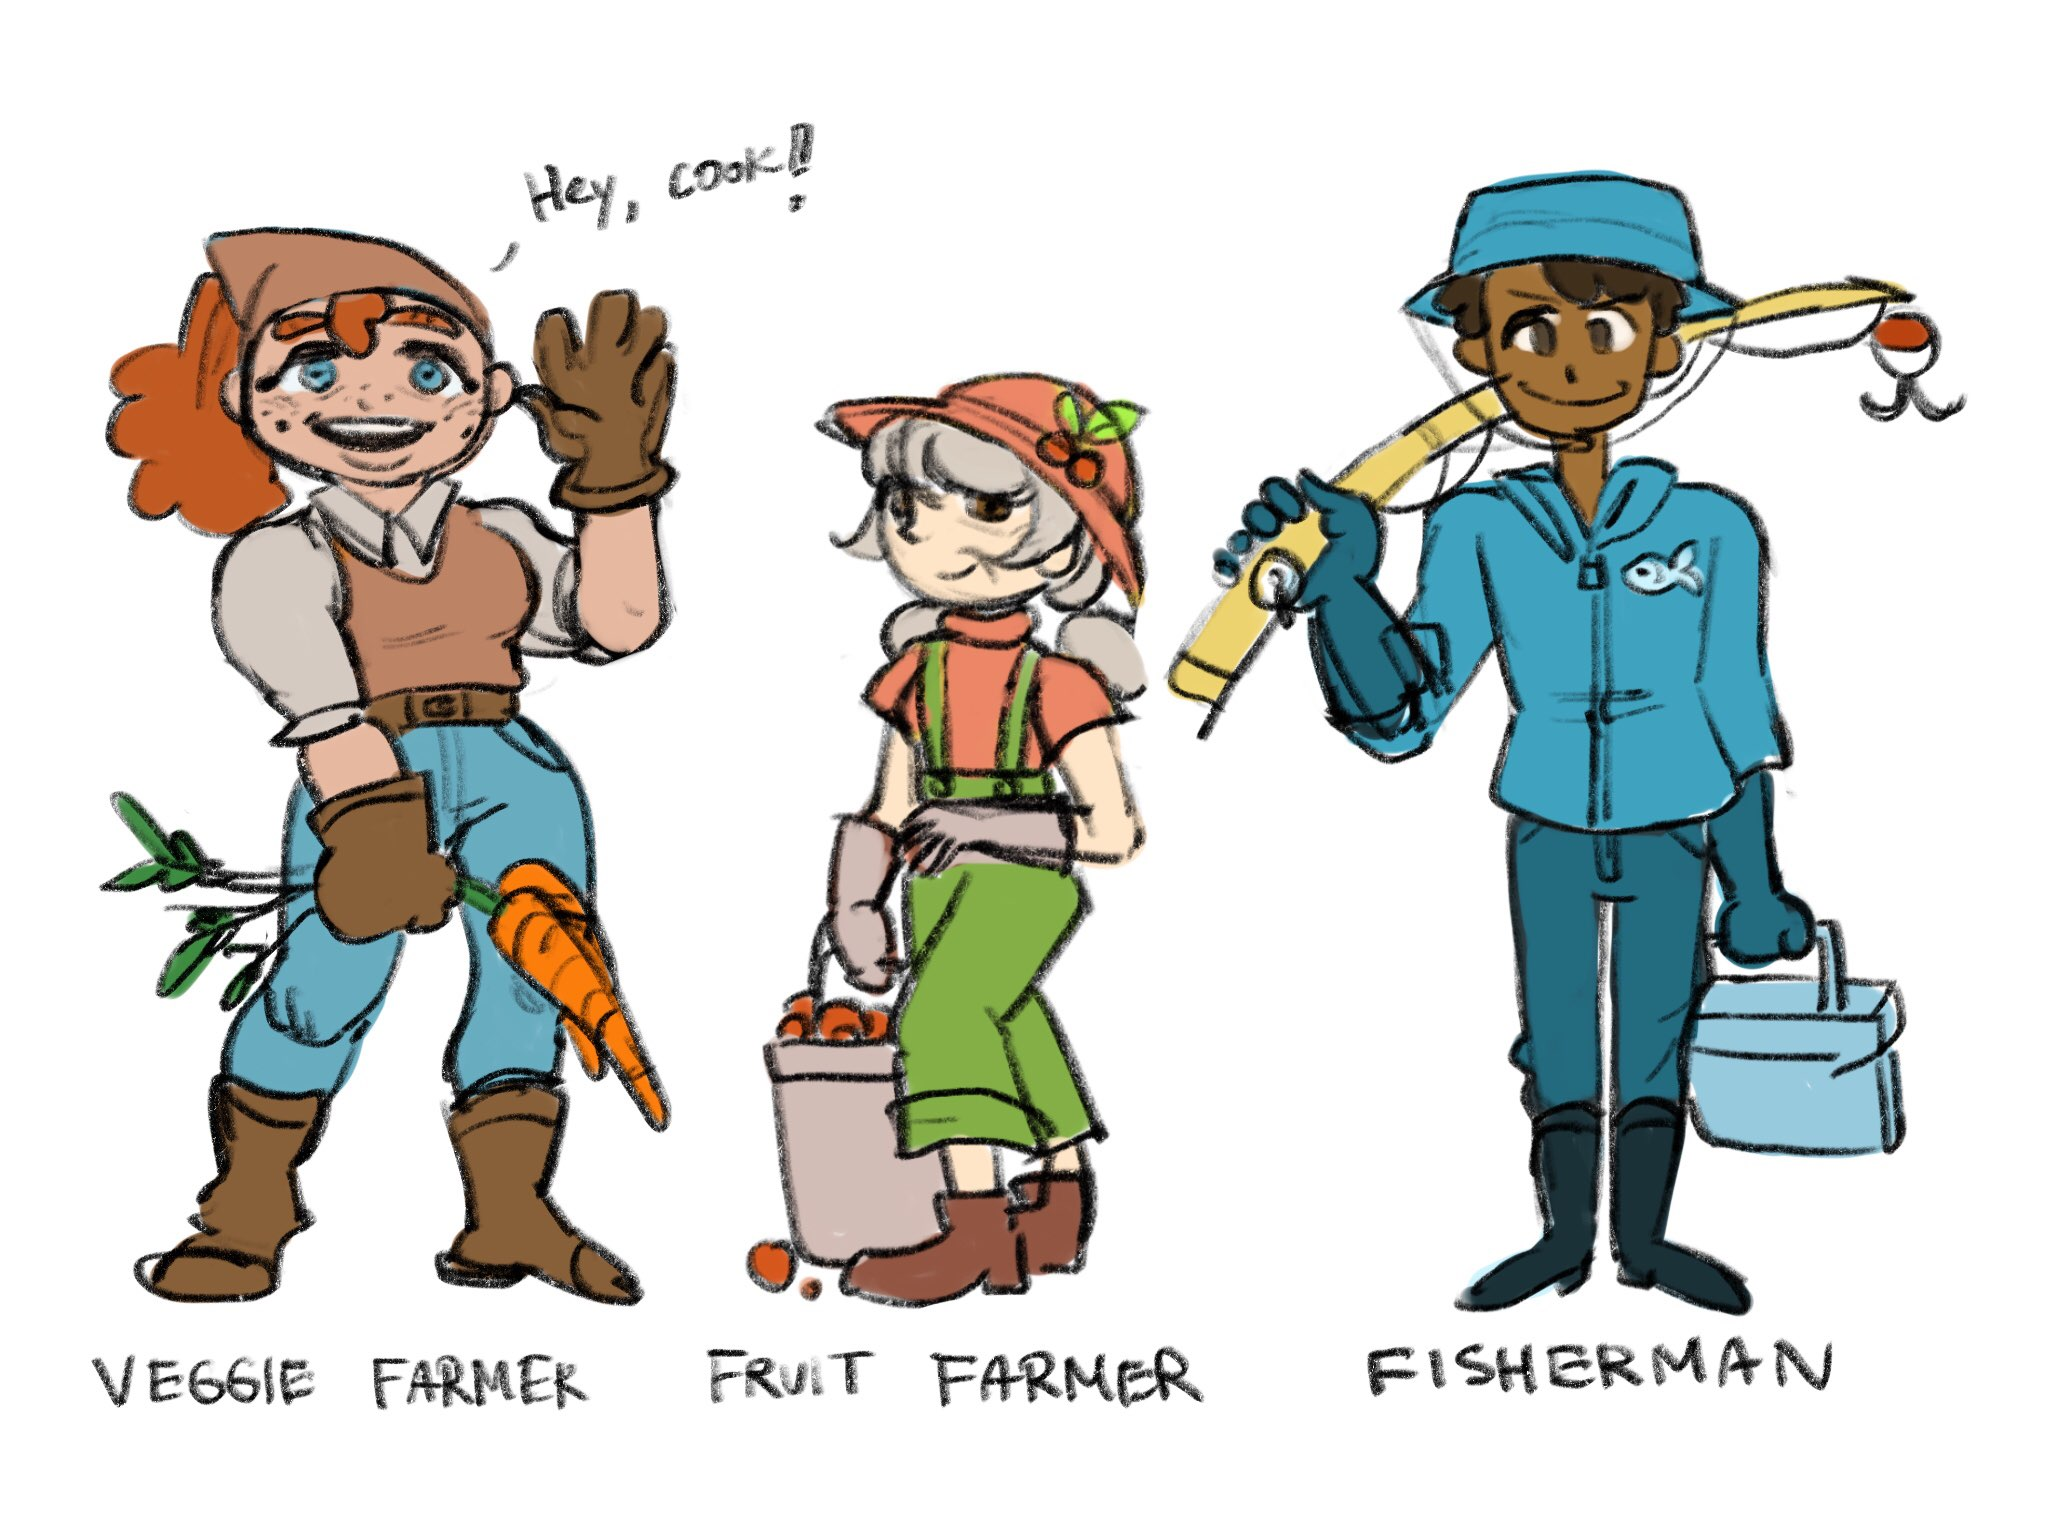 Hey, cook!!
VEGGIE FARMER
FRUIT FARMER
FISHERMAN